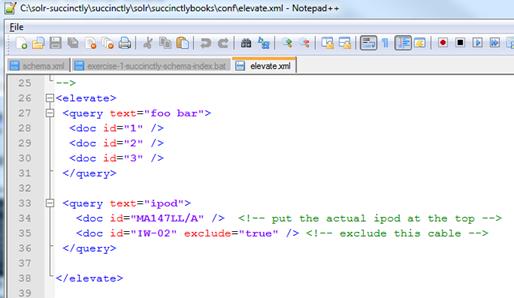 C:\solr-succinctly\succinctly\solr\succinctlybooks\conf\elevate.xml - Notepad++
File
schema.xml exercise-1-succinctly-schema-index.bat elevate.xml
25 -->
26 <elevate>
27 <query text="foo bar">
28 <doc id="1" />
29 <doc id="2" />
30 <doc id="3" />
31 </query>
32
33 <query text="ipod">
34 <doc id="MA147LL/A" /> <!-- put the actual ipod at the top -->
35 <doc id="IW-02" exclude="true" /> <!-- exclude this cable -->
36 </query>
37
38 </elevate>
39